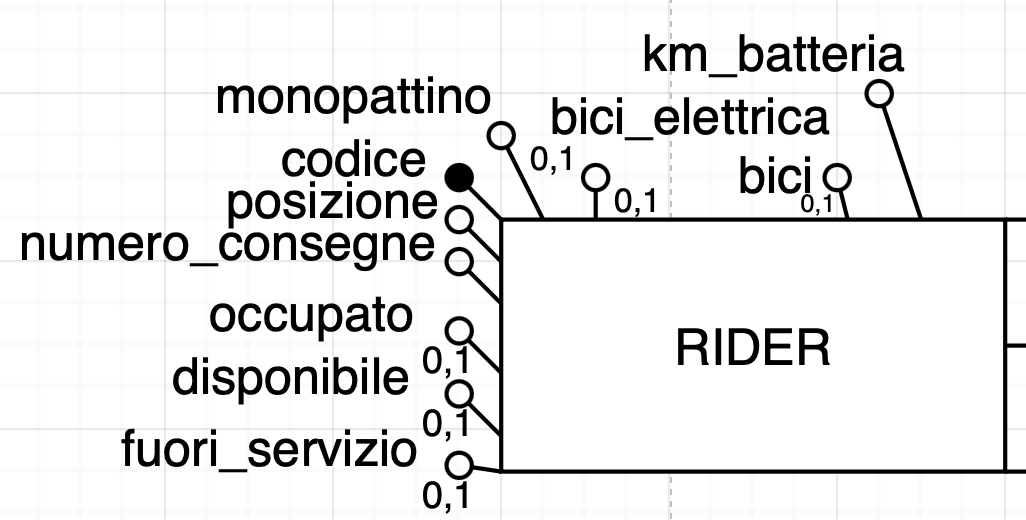 km_batteria
monopattino
bici_elettrica
0,1
codice
bici
0,1
0,1
posizione
numero_consegne
occupato
RIDER
0,1
disponibile
0,1
fuori_servizio
0,1